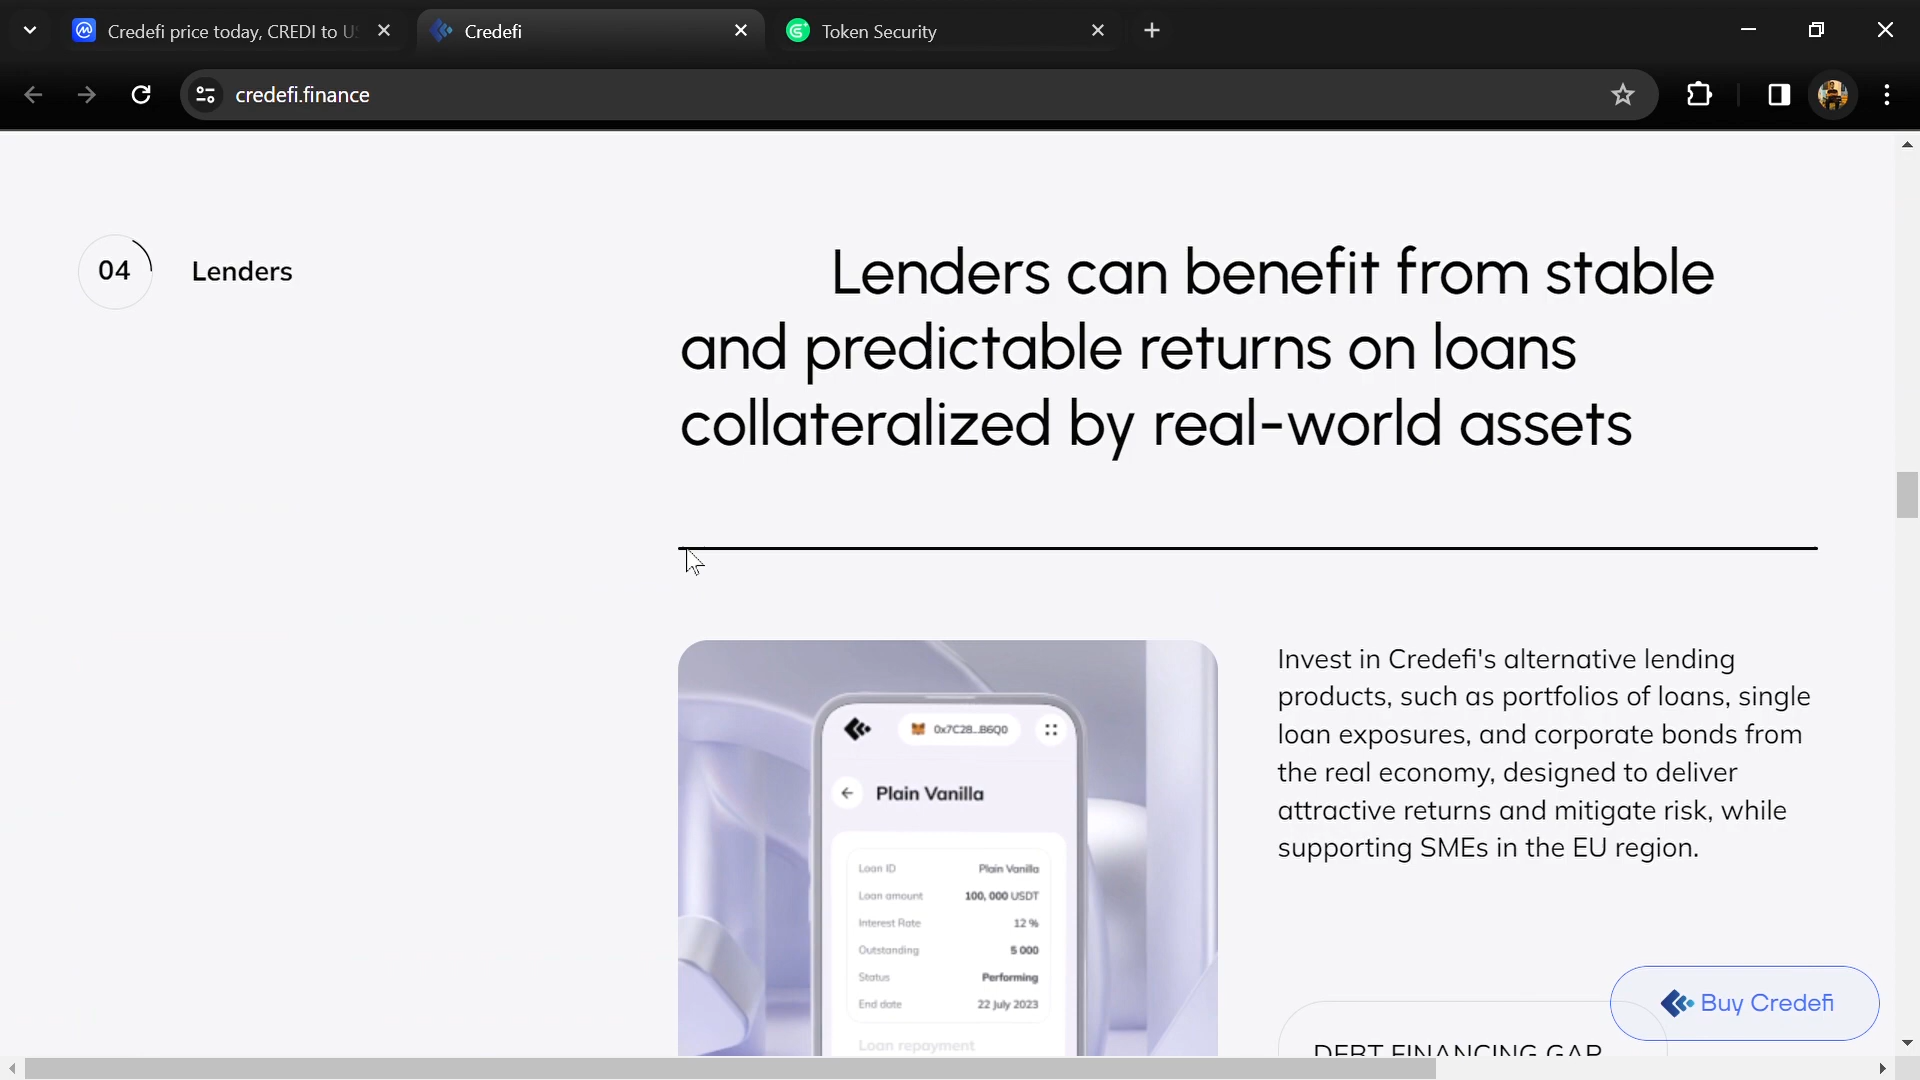 Credefi price today, CREDI to US
Credefi
Token Security
credefi.finance
04
Lenders
Lenders can benefit from stable
and predictable returns on loans
collateralized by real-world assets
0x7C28...B6Q0
Plain Vanilla
Loan ID Plain Vanilla
Loan amount 100, 000 USDT
Interest Rate 12 %
Outstanding 5 000
Status Performing
End date 22 July 2023
Loan repayment
Invest in Credefi's alternative lending
products, such as portfolios of loans, single
loan exposures, and corporate bonds from
the real economy, designed to deliver
attractive returns and mitigate risk, while
supporting SMEs in the EU region.
Buy Credefi
DEBT FINANCING GAP